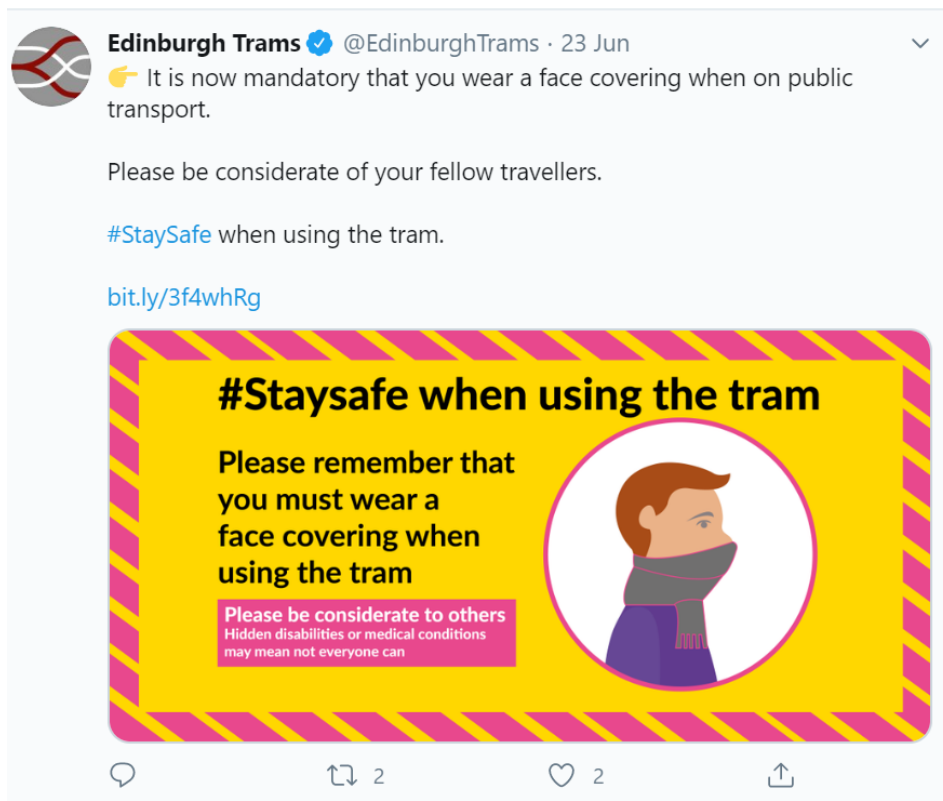 Edinburgh Trams @EdinburghTrams · 23 Jun
👉 It is now mandatory that you wear a face covering when on public
transport.
Please be considerate of your fellow travellers.
#StaySafe when using the tram.
bit.ly/3f4whRg
#Staysafe when using the tram
Please remember that
you must wear a
face covering when
using the tram
Please be considerate to others
Hidden disabilities or medical conditions
may mean not everyone can
2 2